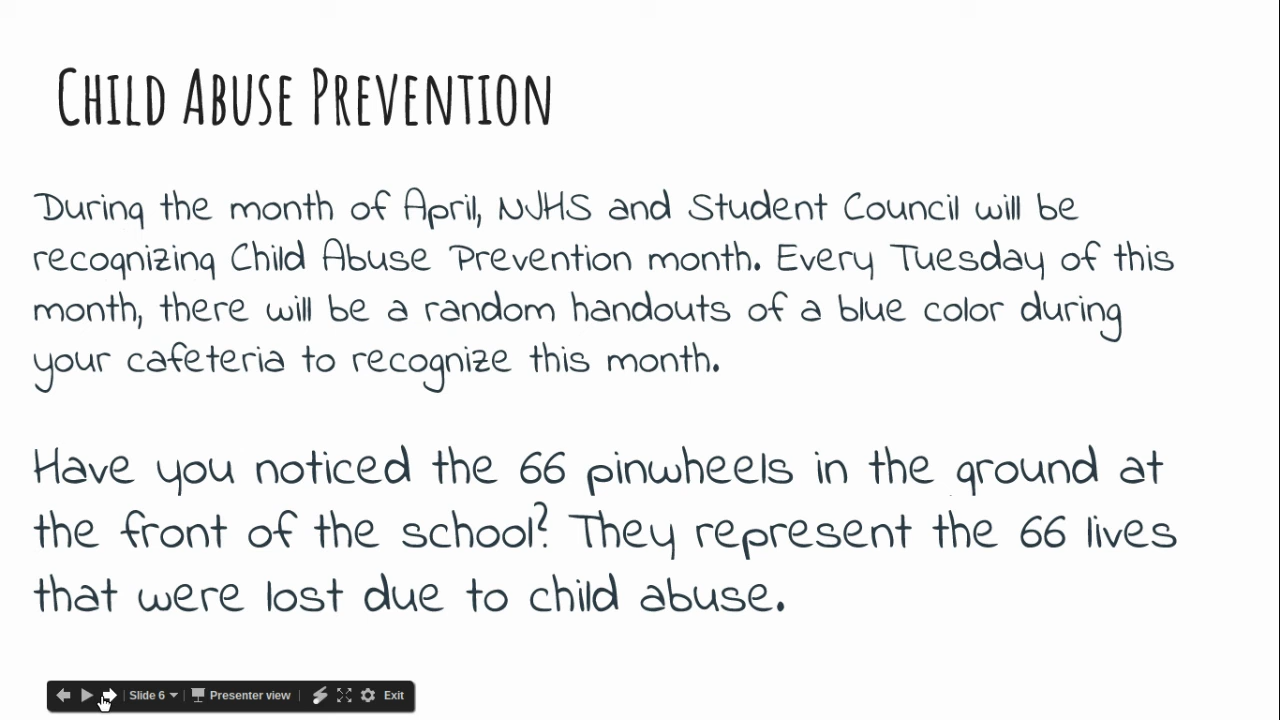 Child Abuse Prevention
During the month of April, NJHS and Student Council will be
recognizing Child Abuse Prevention month. Every Tuesday of this
month, there will be a random handouts of a blue color during
your cafeteria to recognize this month.
Have you noticed the 66 pinwheels in the ground at
the front of the school? They represent the 66 lives
that were lost due to child abuse.
Slide 6 Presenter view Exit